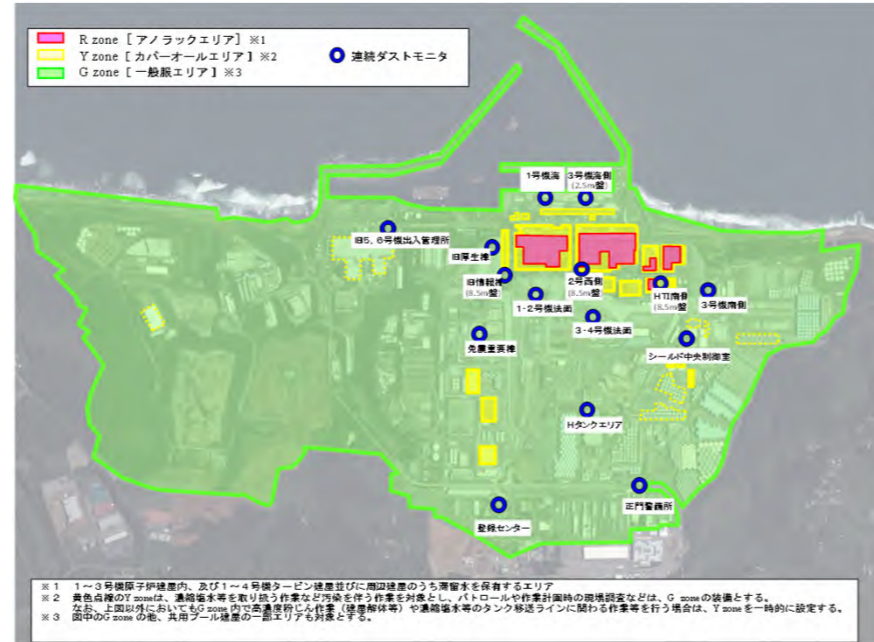 R zone [ アノラックエリア] ※1
Y zone [ カバーオールエリア ] ※2
G zone [ 一般服エリア ] ※3
連続ダストモニタ
1号機海
3号機海側
(2.5m盤)
旧5, 6号機出入管理所
旧厚生棟
旧情報棟
(8.5m盤)
2号西側
(8.5m盤)
HTI南側
(8.5m盤)
3号機南側
1・2号機法面
3・4号機法面
免震重要棟
シールド中央制御室
Hタンクエリア
正門警備所
登録センター
※1 1~3号機原子炉建屋内、及び1~4号機タービン建屋並びに周辺建屋のうち滞留水を保有するエリア
※2 黄色点線のY zoneは、濃縮塩水等を取り扱う作業など汚染を伴う作業を対象とし、パトロールや作業計画時の現場調査などは、G zoneの装備とする。
なお、上図以外においてもG zone内で高濃度粉じん作業(建屋解体等)や濃縮塩水等のタンク移送ラインに関わる作業等を行う場合は、Y zoneを一時的に設定する。
※3 図中のG zoneの他、共用プール建屋の一部エリアも対象とする。